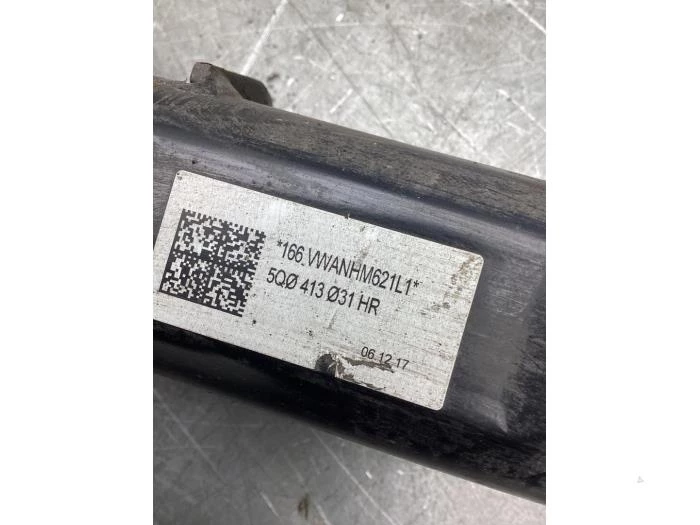 *166 VWANHM621L1*
5QØ 413 Ø31 HR
06.12.17